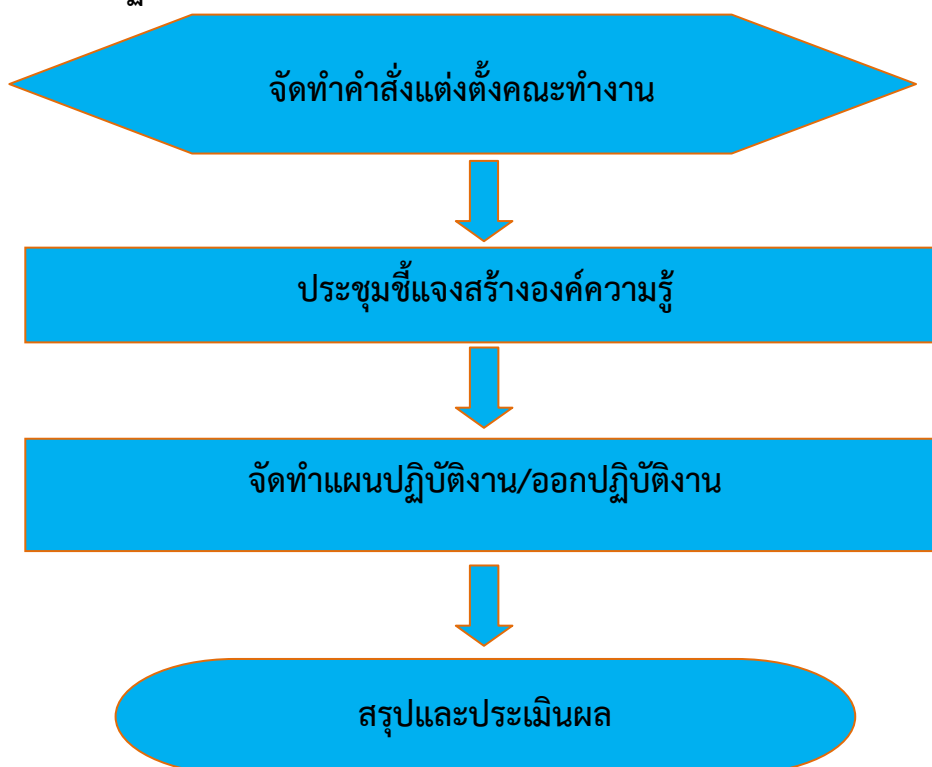 จัดทำคำสั่งแต่งตั้งคณะทำงาน
ประชุมชี้แจงสร้างองค์ความรู้
จัดทำแผนปฏิบัติงาน/ออกปฏิบัติงาน
สรุปและประเมินผล